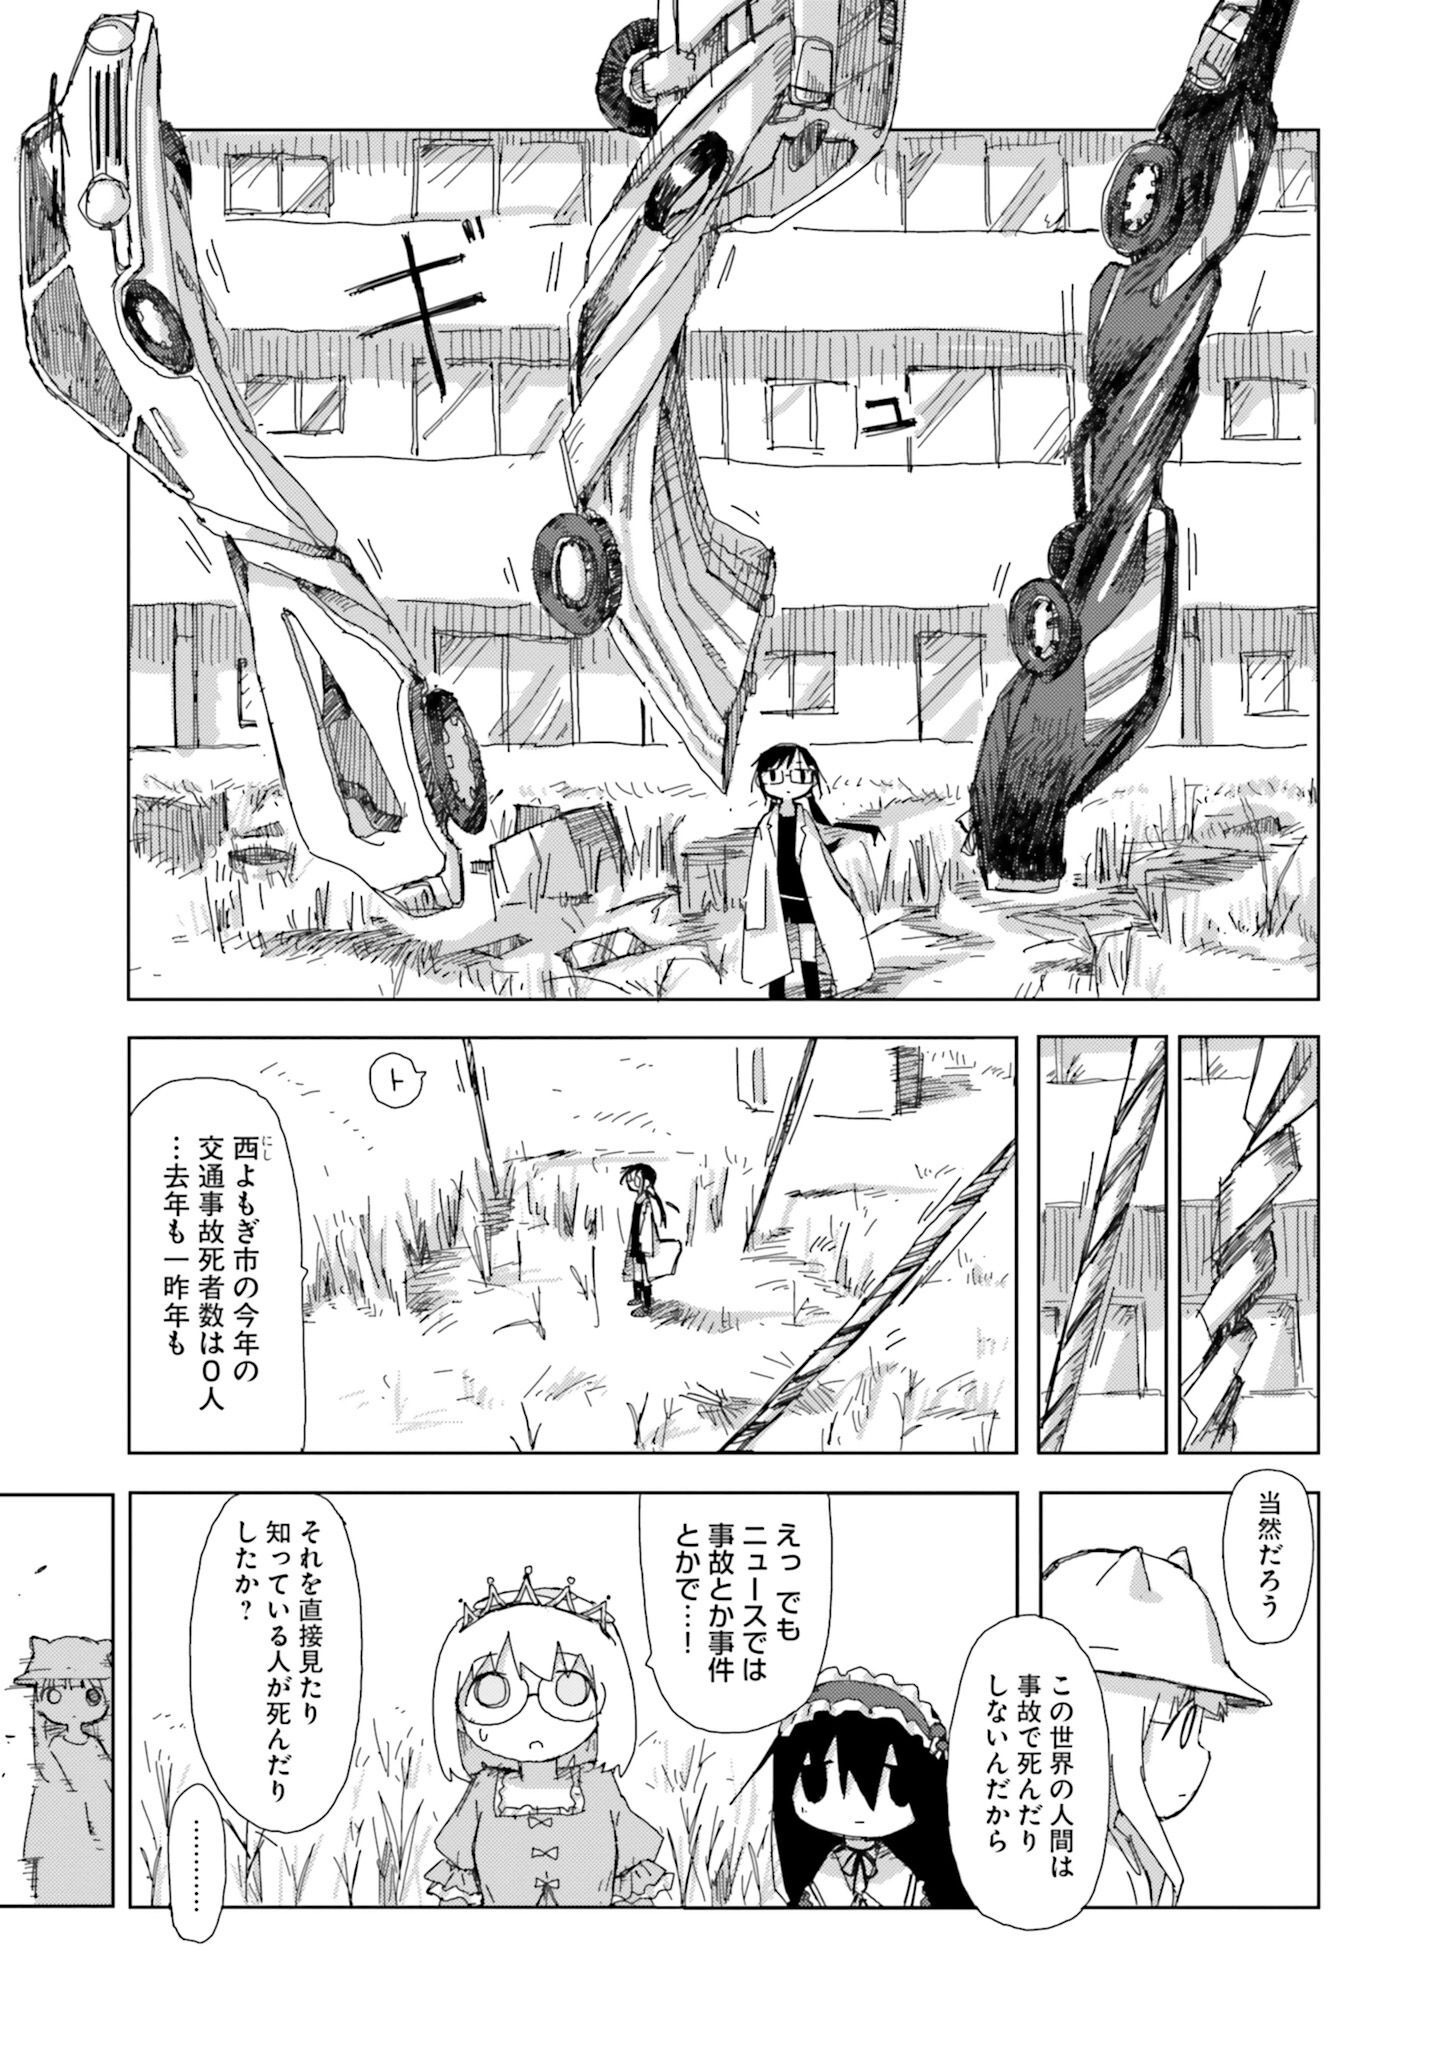 ギ
ュ
ト
西よもぎ市の今年の
にし
交通事故死者数は0人
…去年も一昨年も
当然だろう
この世界の人間は
事故で死んだり
しないんだから
えっ でも
ニュースでは
事故とか事件
とかで…！
それを直接見たり
知っている人が死んだり
したか？
………